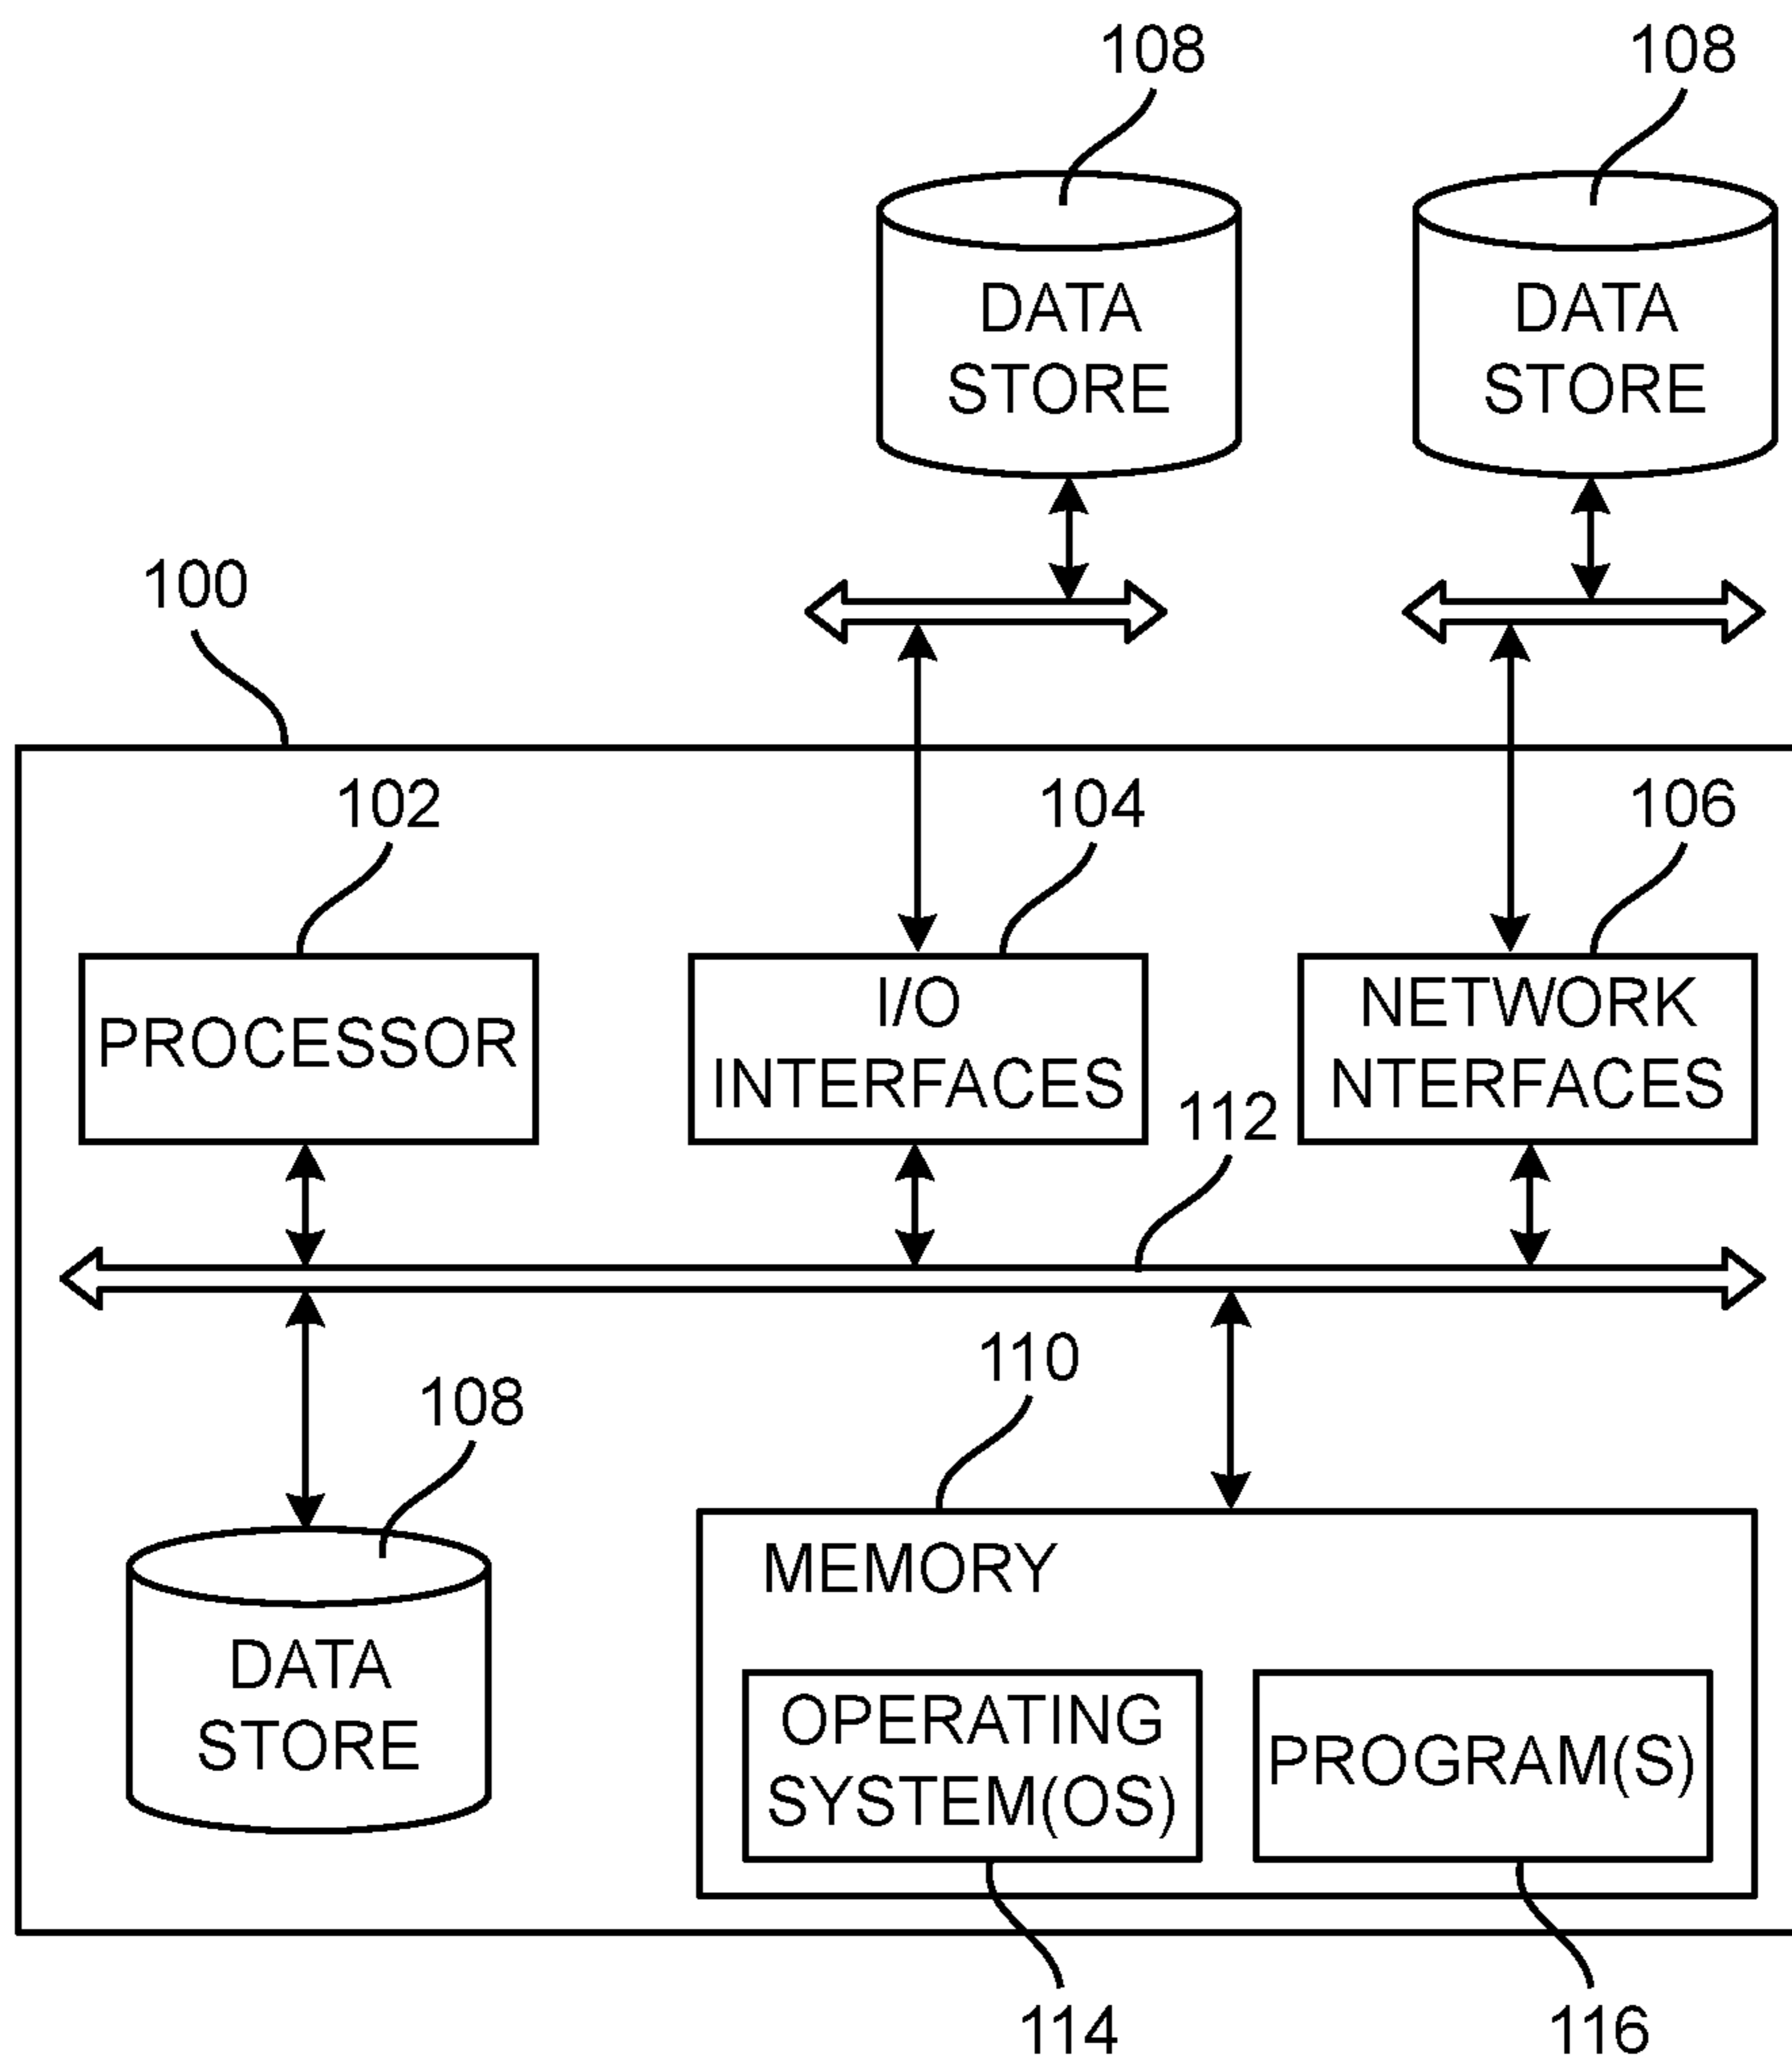 108
108
DATA
STORE
DATA
STORE
100
102
104
106
PROCESSOR
I/O
INTERFACES
NETWORK
NTERFACES
112
110
108
MEMORY
DATA
STORE
OPERATING
SYSTEM(OS)
PROGRAM(S)
114
116